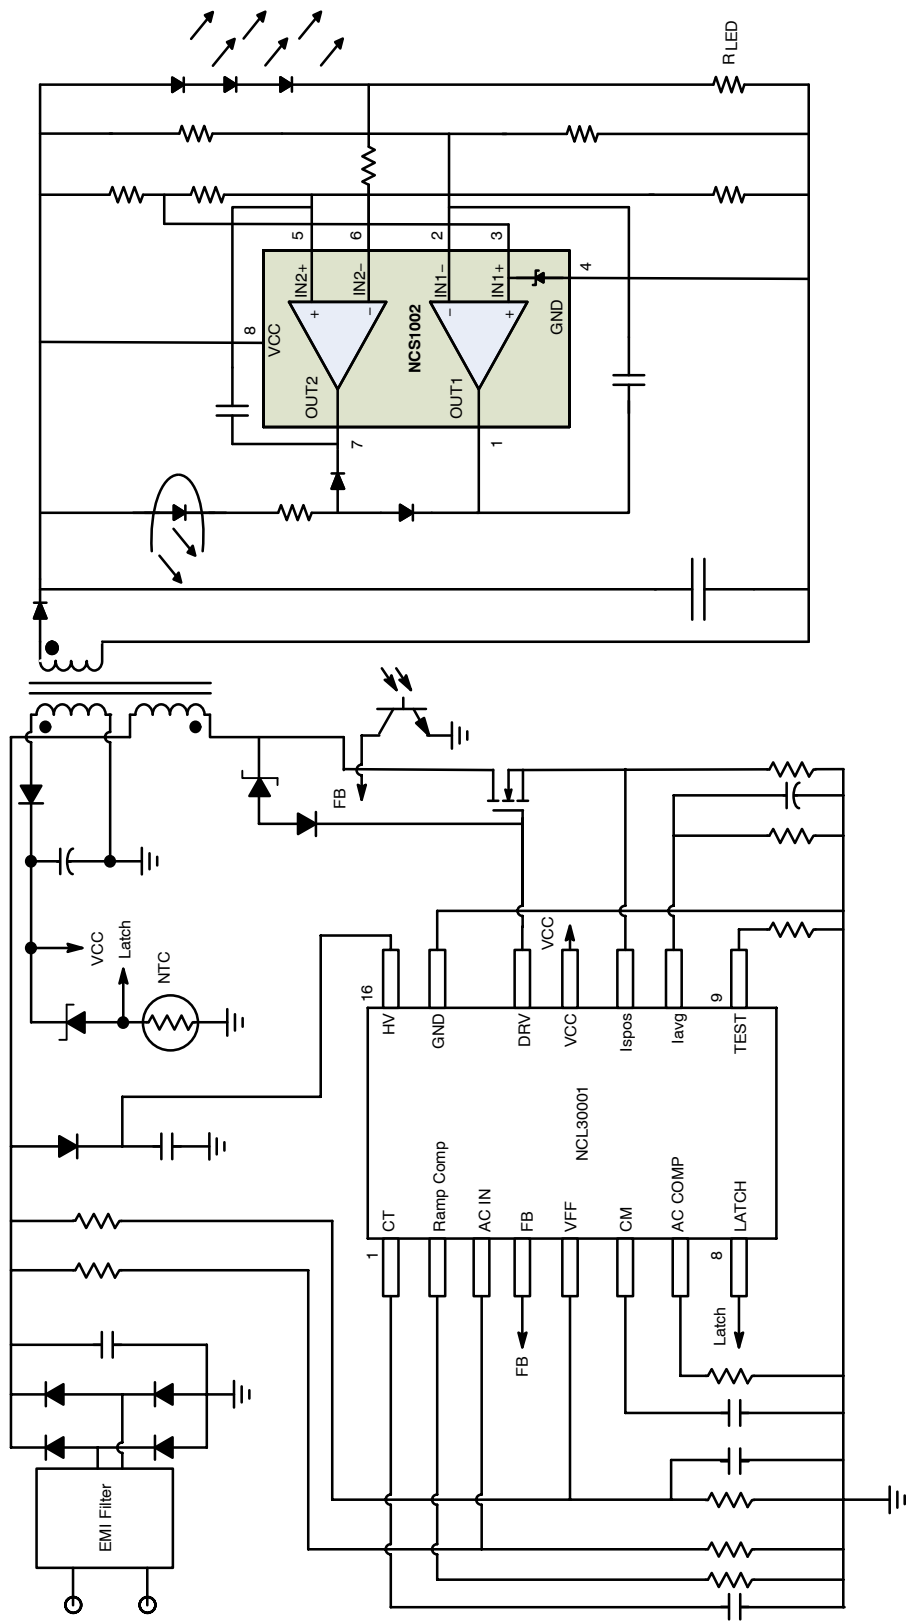 EMI Filter
NTC
Latch
VCC
FB
1
CT
Ramp Comp
AC IN
FB
FB
VFF
CM
AC COMP
8
LATCH
Latch
NCL30001
16
HV
GND
DRV
VCC
VCC
Ispos
Iavg
9
TEST
8
VCC
5
IN2+
+
6
IN2–
–
OUT2
7
NCS1002
2
IN1–
–
3
IN1+
+
OUT1
1
GND
4
RLED